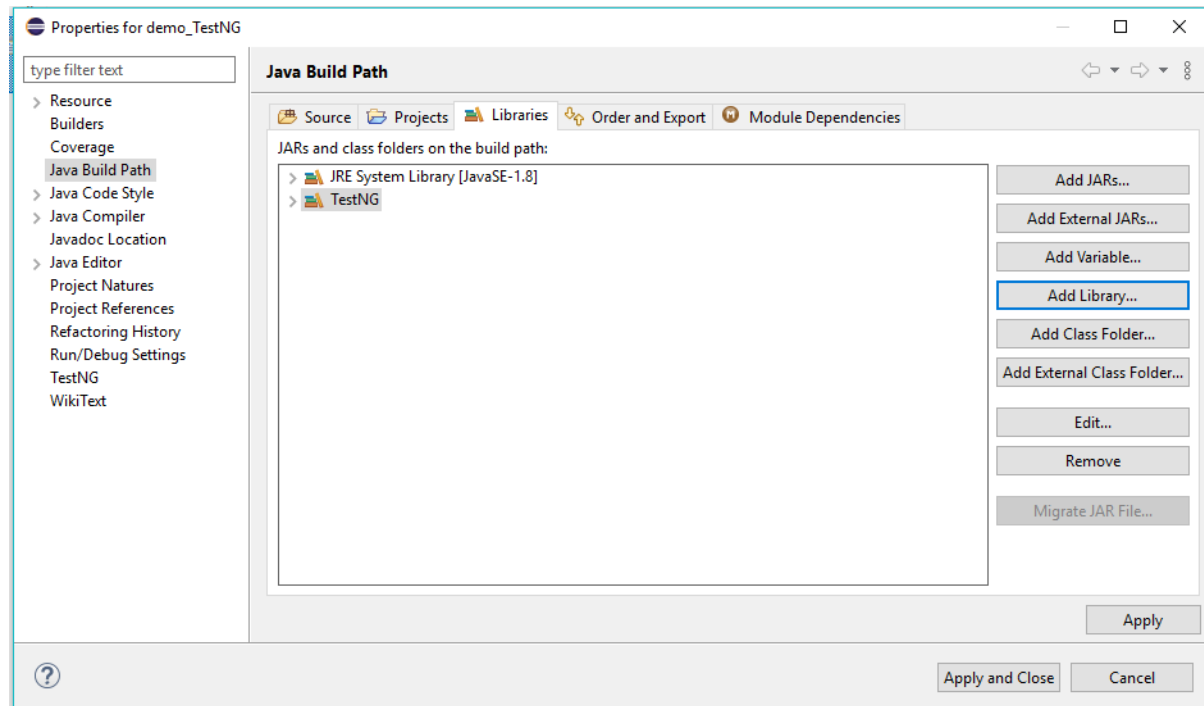 Properties for demo_TestNG
type filter text
Resource
Builders
Coverage
Java Build Path
Java Code Style
Java Compiler
Javadoc Location
Java Editor
Project Natures
Project References
Refactoring History
Run/Debug Settings
TestNG
WikiText
Java Build Path
Source Projects Libraries Order and Export Module Dependencies
JARs and class folders on the build path:
JRE System Library [JavaSE-1.8]
TestNG
Add JARs...
Add External JARs...
Add Variable...
Add Library...
Add Class Folder...
Add External Class Folder...
Edit...
Remove
Migrate JAR File...
Apply
Apply and Close Cancel